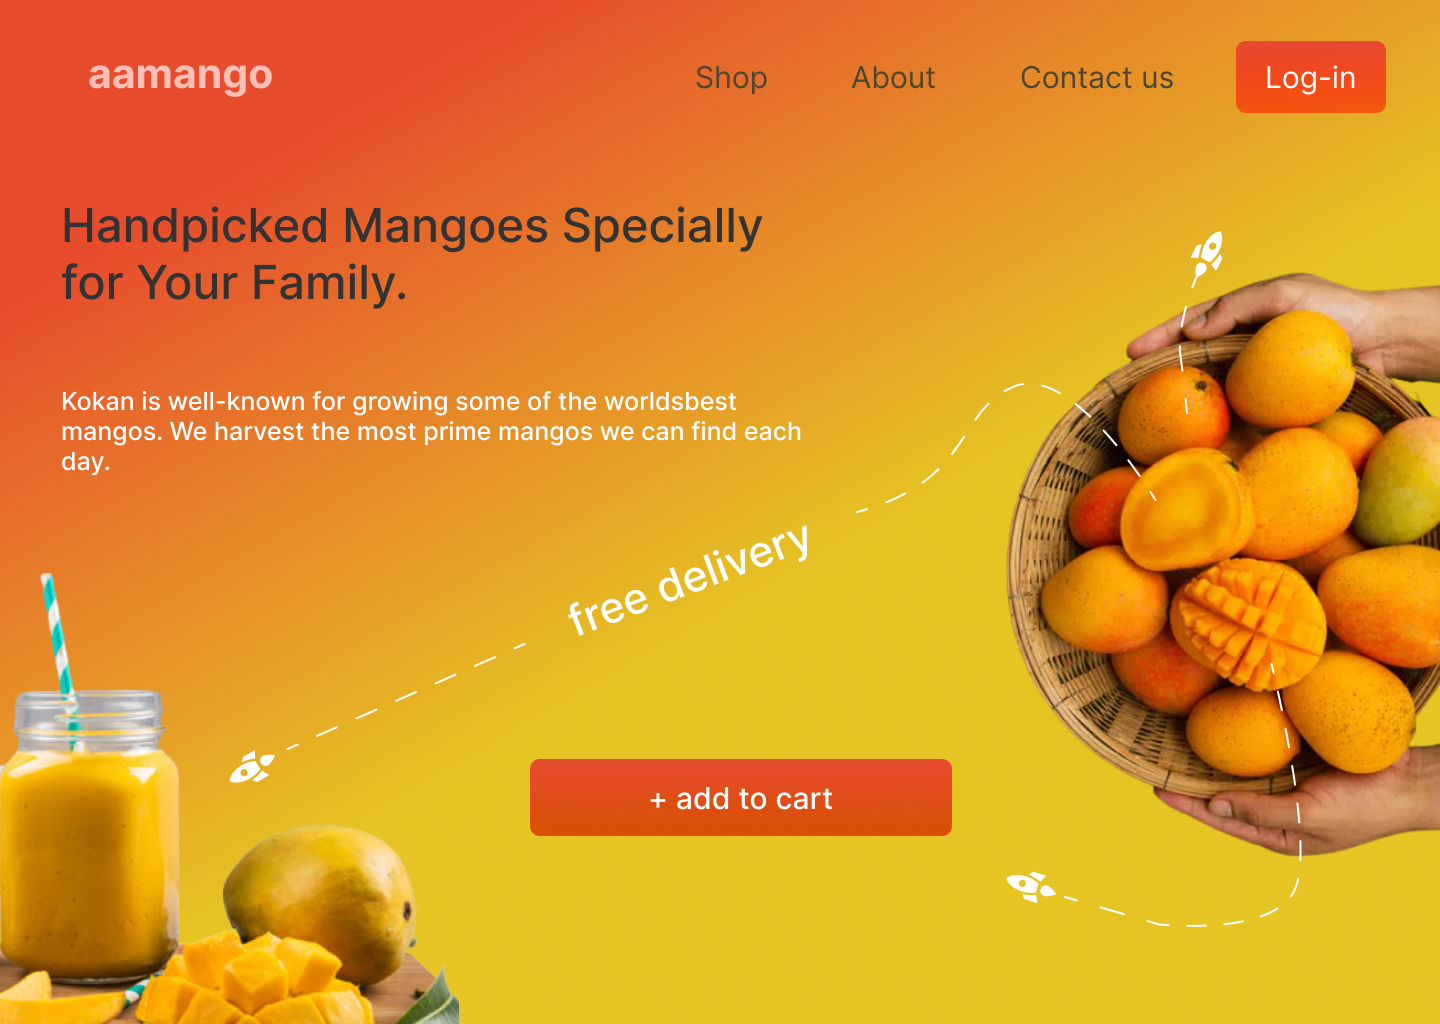 aamango
Shop
About
Contact us
Log-in
Handpicked Mangoes Specially
for Your Family.
Kokan is well-known for growing some of the worldsbest
mangos. We harvest the most prime mangos we can find each
day.
free delivery
+ add to cart